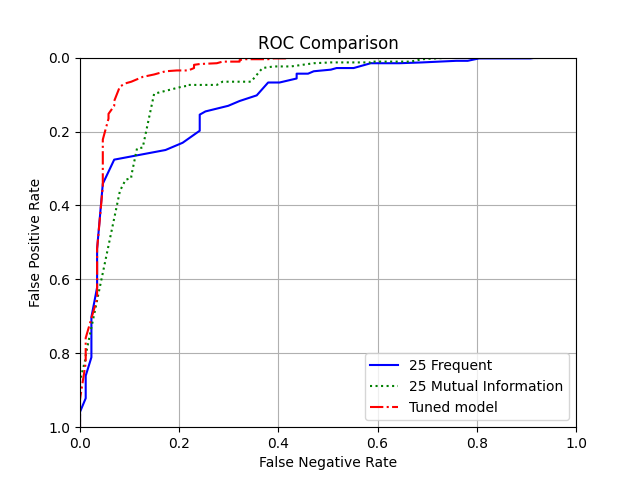 ROC Comparison
0.0
0.2
0.4
0.6
0.8
1.0
False Positive Rate
25 Frequent
25 Mutual Information
Tuned model
0.0 0.2 0.4 0.6 0.8 1.0
False Negative Rate